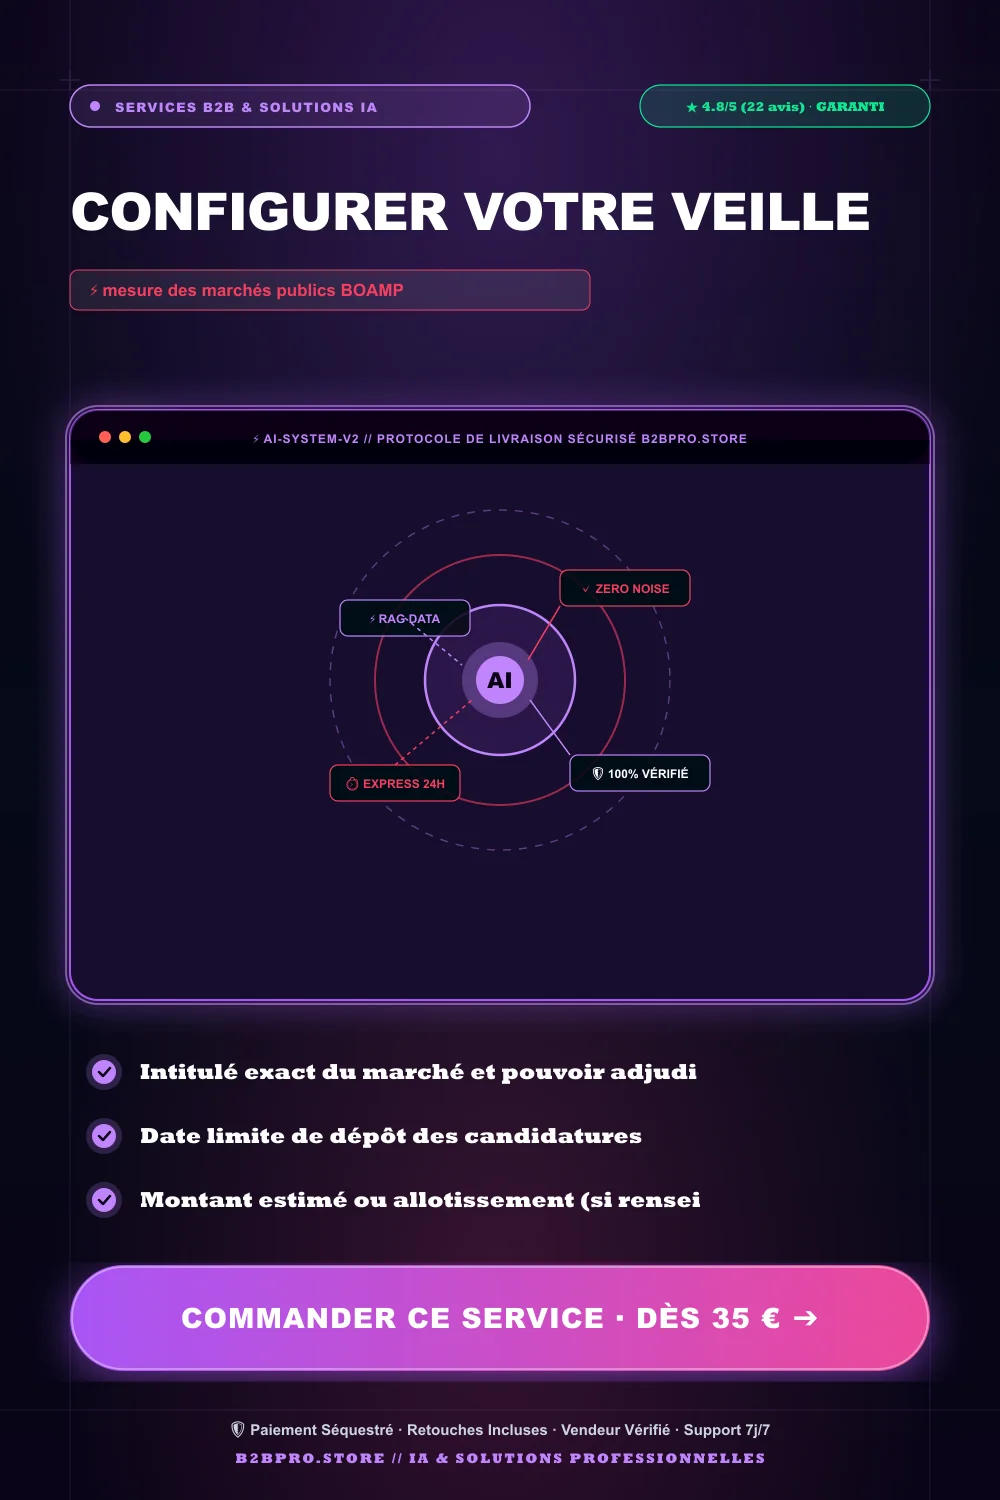 SERVICES B2B & SOLUTIONS IA
★ 4.8/5 (22 avis) · GARANTI
CONFIGURER VOTRE VEILLE
⚡ mesure des marchés publics BOAMP
⚡ AI-SYSTEM-V2 // PROTOCOLE DE LIVRAISON SÉCURISÉ B2BPRO.STORE
✓ ZERO NOISE
⚡ RAG DATA
AI
⏱ EXPRESS 24H
🛡 100% VÉRIFIÉ
Intitulé exact du marché et pouvoir adjudi
Date limite de dépôt des candidatures
Montant estimé ou allotissement (si rensei
COMMANDER CE SERVICE · DÈS 35 € ➔
🛡 Paiement Séquestré · Retouches Incluses · Vendeur Vérifié · Support 7j/7
B2BPRO.STORE // IA & SOLUTIONS PROFESSIONNELLES